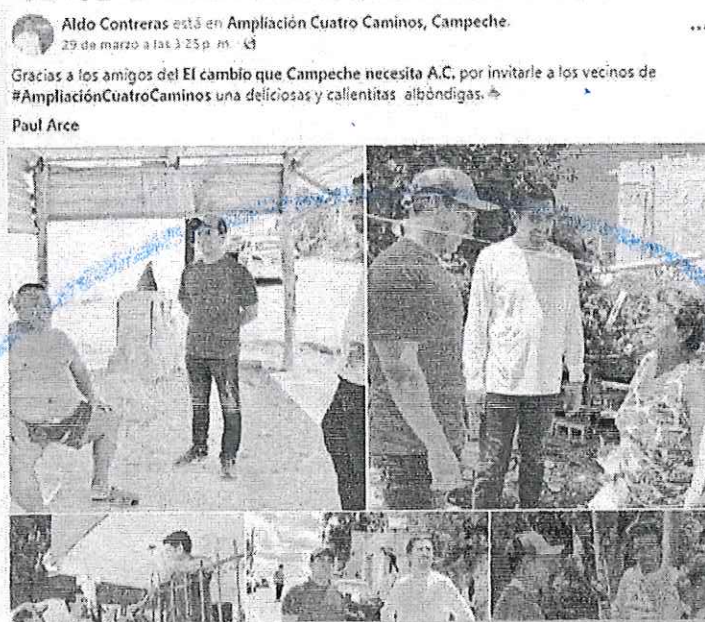 Aldo Contreras está en Ampliación Cuatro Caminos, Campeche.
29 de marzo a las 3:25 p. m.
Gracias a los amigos del El cambio que Campeche necesita A.C. por invitarle a los vecinos de
#AmpliaciónCuatroCaminos una deliciosas y calientitas albóndigas.
Paul Arce